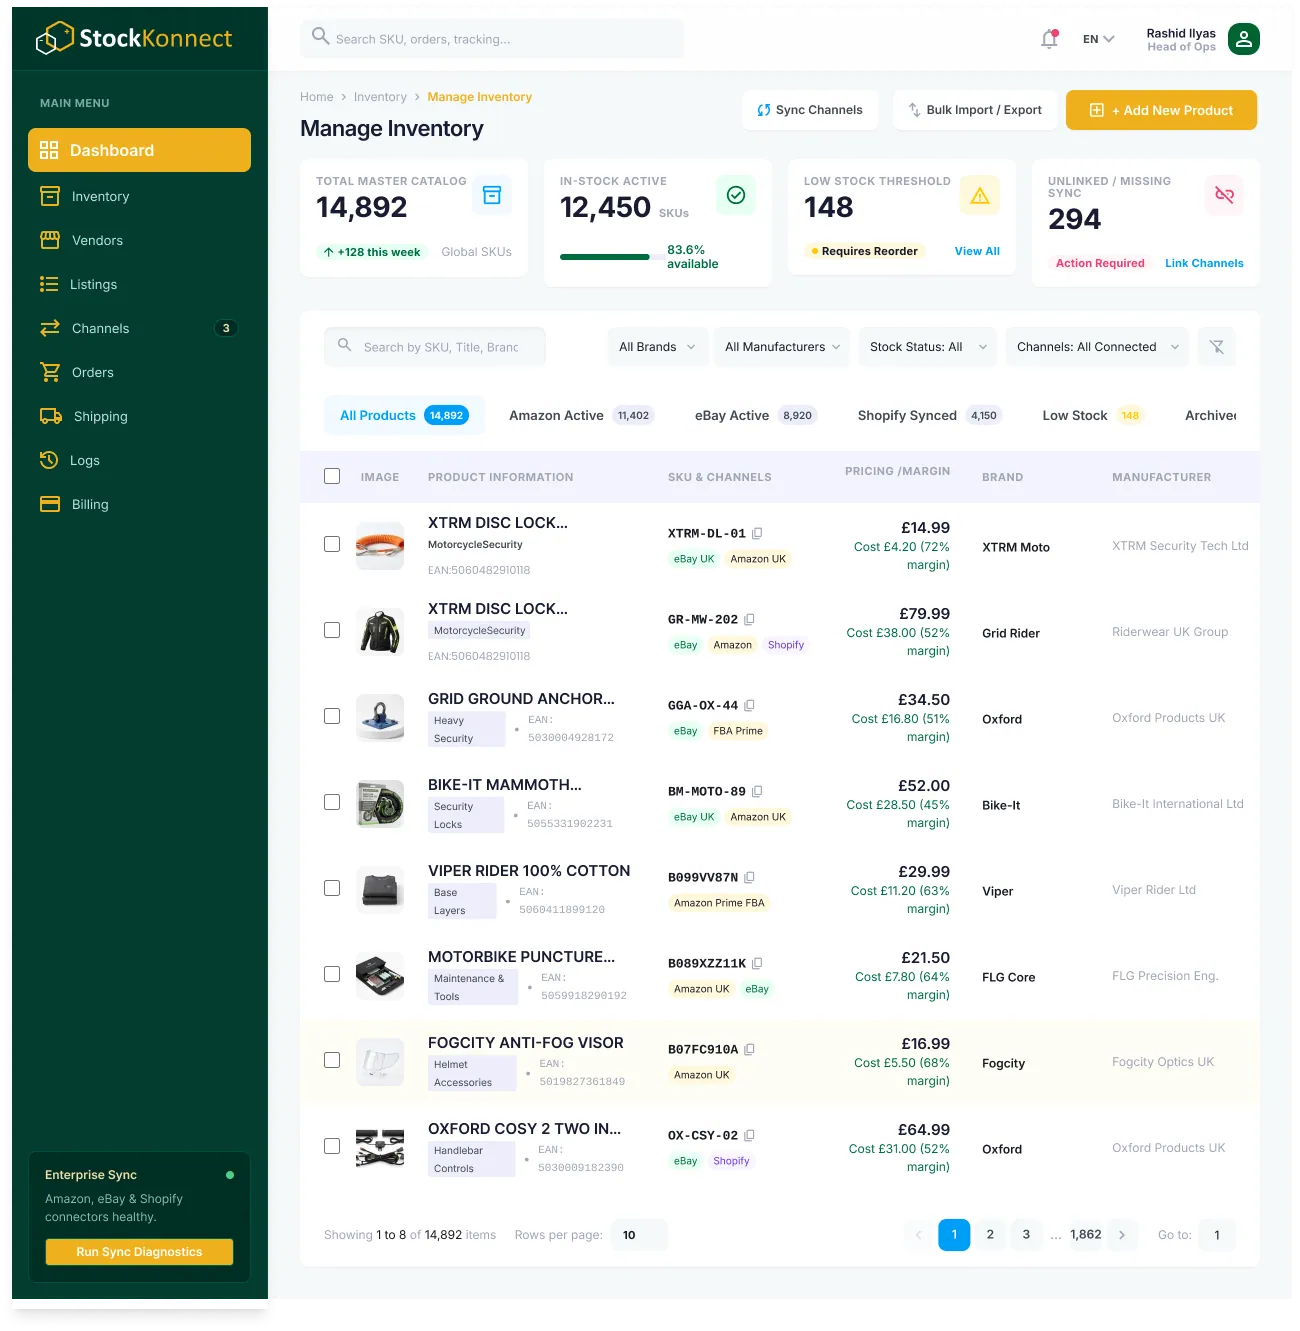 StockKonnect
Search SKU, orders, tracking...
EN
Rashid Ilyas
Head of Ops
MAIN MENU
Dashboard
Inventory
Vendors
Listings
Channels 3
Orders
Shipping
Logs
Billing
Enterprise Sync
Amazon, eBay & Shopify
connectors healthy.
Run Sync Diagnostics
Home > Inventory > Manage Inventory
Manage Inventory
Sync Channels
Bulk Import / Export
+ Add New Product
TOTAL MASTER CATALOG
14,892
+128 this week Global SKUs
IN-STOCK ACTIVE
12,450 SKUs
83.6%
available
LOW STOCK THRESHOLD
148
Requires Reorder View All
UNLINKED / MISSING
SYNC
294
Action Required Link Channels
Search by SKU, Title, Branc
All Brands
All Manufacturers
Stock Status: All
Channels: All Connected
All Products 14,892
Amazon Active 11,402
eBay Active 8,920
Shopify Synced 4,150
Low Stock 148
Archive
IMAGE PRODUCT INFORMATION SKU & CHANNELS PRICING /MARGIN BRAND MANUFACTURER
XTRM DISC LOCK...
MotorcycleSecurity
EAN:5060482910118
XTRM-DL-01
eBay UK Amazon UK
£14.99
Cost £4.20 (72%
margin)
XTRM Moto
XTRM Security Tech Ltd
XTRM DISC LOCK...
MotorcycleSecurity
EAN:5060482910118
GR-MW-202
eBay Amazon Shopify
£79.99
Cost £38.00 (52%
margin)
Grid Rider
Riderwear UK Group
GRID GROUND ANCHOR...
Heavy
Security
• EAN:
5030004928172
GGA-OX-44
eBay FBA Prime
£34.50
Cost £16.80 (51%
margin)
Oxford
Oxford Products UK
BIKE-IT MAMMOTH...
Security
Locks
• EAN:
5055331902231
BM-MOTO-89
eBay UK Amazon UK
£52.00
Cost £28.50 (45%
margin)
Bike-It
Bike-It International Ltd
VIPER RIDER 100% COTTON
Base
Layers
• EAN:
5060411899120
B099VV87N
Amazon Prime FBA
£29.99
Cost £11.20 (63%
margin)
Viper
Viper Rider Ltd
MOTORBIKE PUNCTURE...
Maintenance &
Tools
• EAN:
5059918290192
B089XZZ11K
Amazon UK eBay
£21.50
Cost £7.80 (64%
margin)
FLG Core
FLG Precision Eng.
FOGCITY ANTI-FOG VISOR
Helmet
Accessories
• EAN:
5019827361849
B07FC910A
Amazon UK
£16.99
Cost £5.50 (68%
margin)
Fogcity
Fogcity Optics UK
OXFORD COSY 2 TWO IN...
Handlebar
Controls
• EAN:
5030009182390
OX-CSY-02
eBay Shopify
£64.99
Cost £31.00 (52%
margin)
Oxford
Oxford Products UK
Showing 1 to 8 of 14,892 items Rows per page: 10
1 2 3 ... 1,862 Go to: 1